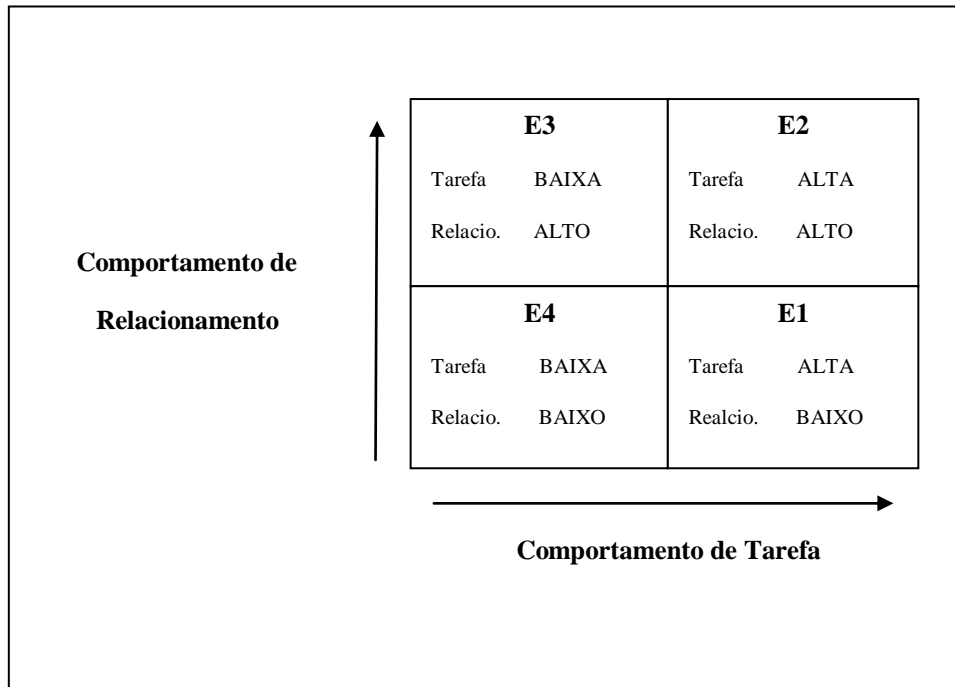 E3
Tarefa BAIXA
Relacio. ALTO
E2
Tarefa ALTA
Relacio. ALTO
Comportamento de
Relacionamento
E4
Tarefa BAIXA
Relacio. BAIXO
E1
Tarefa ALTA
Realcio. BAIXO
Comportamento de Tarefa